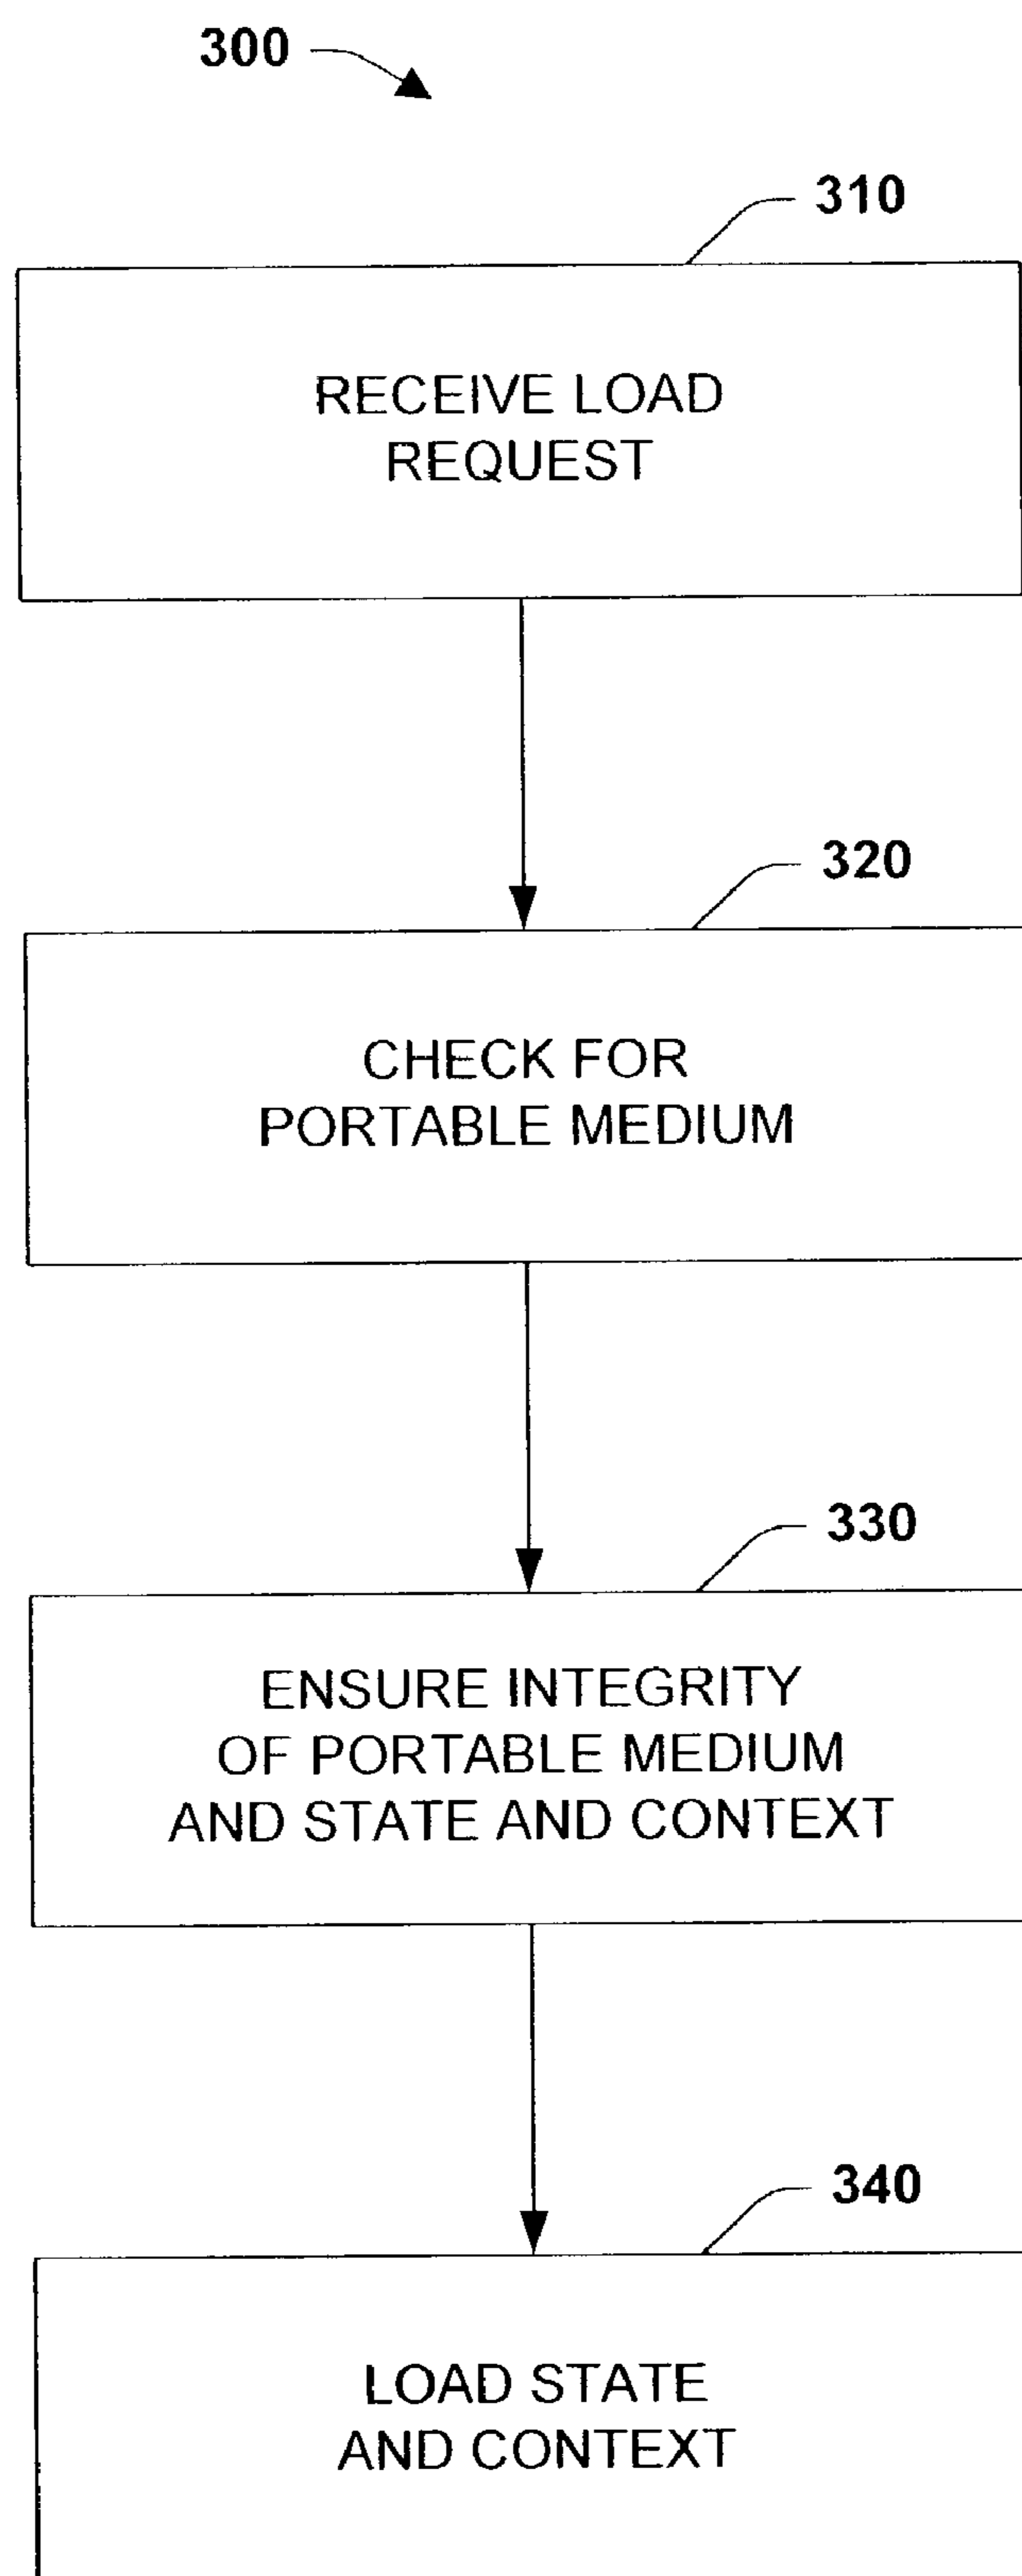 300
310
RECEIVE LOAD
REQUEST
320
CHECK FOR
PORTABLE MEDIUM
330
ENSURE INTEGRITY
OF PORTABLE MEDIUM
AND STATE AND CONTEXT
340
LOAD STATE
AND CONTEXT